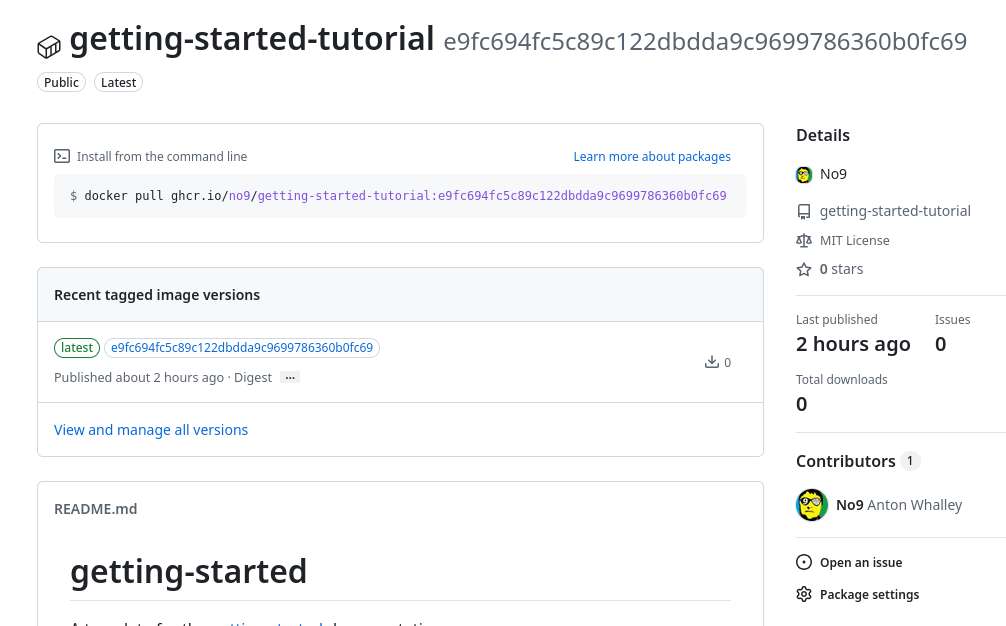 getting-started-tutorial e9fc694fc5c89c122dbdda9c9699786360b0fc69
Public Latest
Install from the command line
Learn more about packages
$ docker pull ghcr.io/no9/getting-started-tutorial:e9fc694fc5c89c122dbdda9c9699786360b0fc69
Recent tagged image versions
latest e9fc694fc5c89c122dbdda9c9699786360b0fc69
Published about 2 hours ago · Digest ...
0
View and manage all versions
README.md
getting-started
Details
No9
getting-started-tutorial
MIT License
0 stars
Last published
2 hours ago
Issues
0
Total downloads
0
Contributors 1
No9 Anton Whalley
Open an issue
Package settings